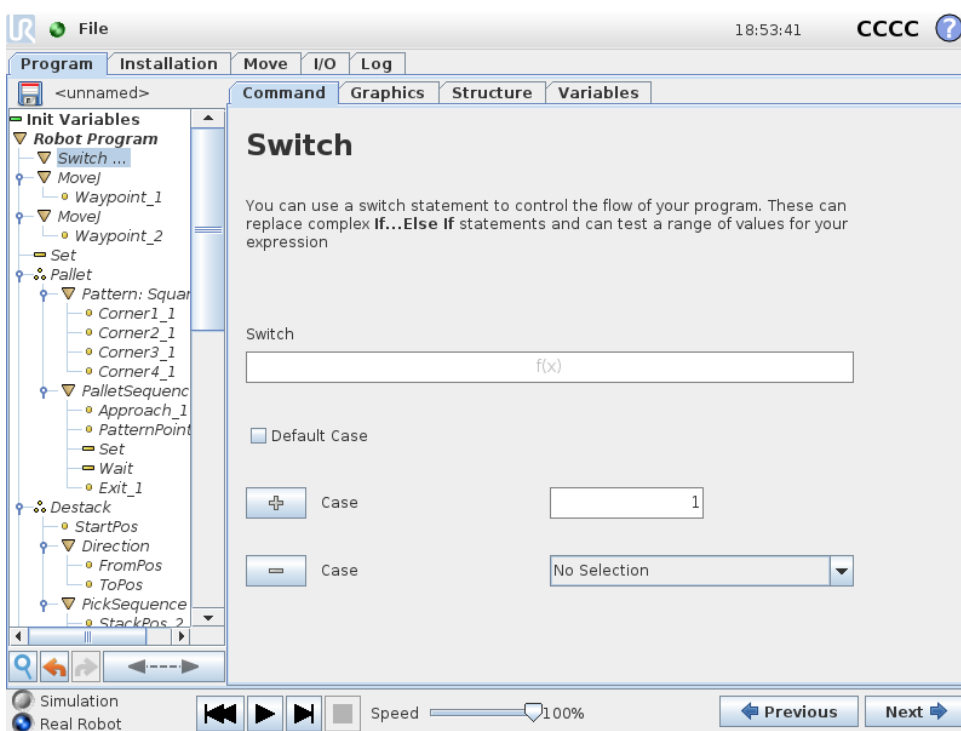 UR File 18:53:41 CCCC ?
Program Installation Move I/O Log
<unnamed> Command Graphics Structure Variables
Init Variables
Robot Program
Switch ...
MoveJ
Waypoint_1
MoveJ
Waypoint_2
Set
Pallet
Pattern: Squar
Corner1_1
Corner2_1
Corner3_1
Corner4_1
PalletSequenc
Approach_1
PatternPoint
Set
Wait
Exit_1
Destack
StartPos
Direction
FromPos
ToPos
PickSequence
StackPos_2
Switch
You can use a switch statement to control the flow of your program. These can
replace complex If...Else If statements and can test a range of values for your
expression
Switch
f(x)
Default Case
Case 1
Case No Selection
Simulation
Real Robot
Speed 100%
Previous Next